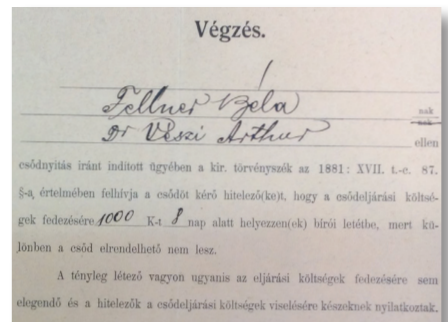 Végzés.
Fellner Béla
nak
Dr Vészi Arthur
nak
ellen
csődnyitás iránt indított ügyében a kir. törvényszék az 1881: XVII. t.-c. 87.
§-a, értelmében felhívja a csődöt kérő hitelező(ke)t, hogy a csődeljárási költsé-
gek fedezésére 1000 K-t 8 nap alatt helyezzen(ek) birói letétbe, mert kü-
lönben a csőd elrendelhető nem lesz.
A tényleg létező vagyon ugyanis az eljárási költségek fedezésére sem
elegendő és a hitelezők a csődeljárási költségek viselésére készeknek nyilatkoztak.